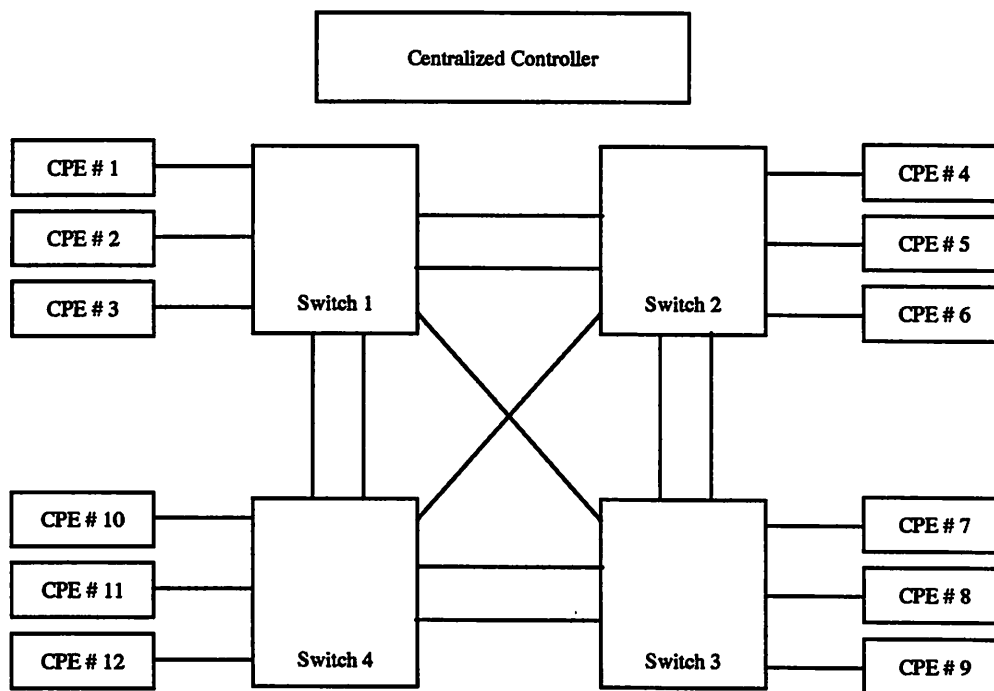 Centralized Controller
CPE # 1
CPE # 2
CPE # 3
Switch 1
Switch 2
CPE # 4
CPE # 5
CPE # 6
CPE # 10
CPE # 11
CPE # 12
Switch 4
Switch 3
CPE # 7
CPE # 8
CPE # 9